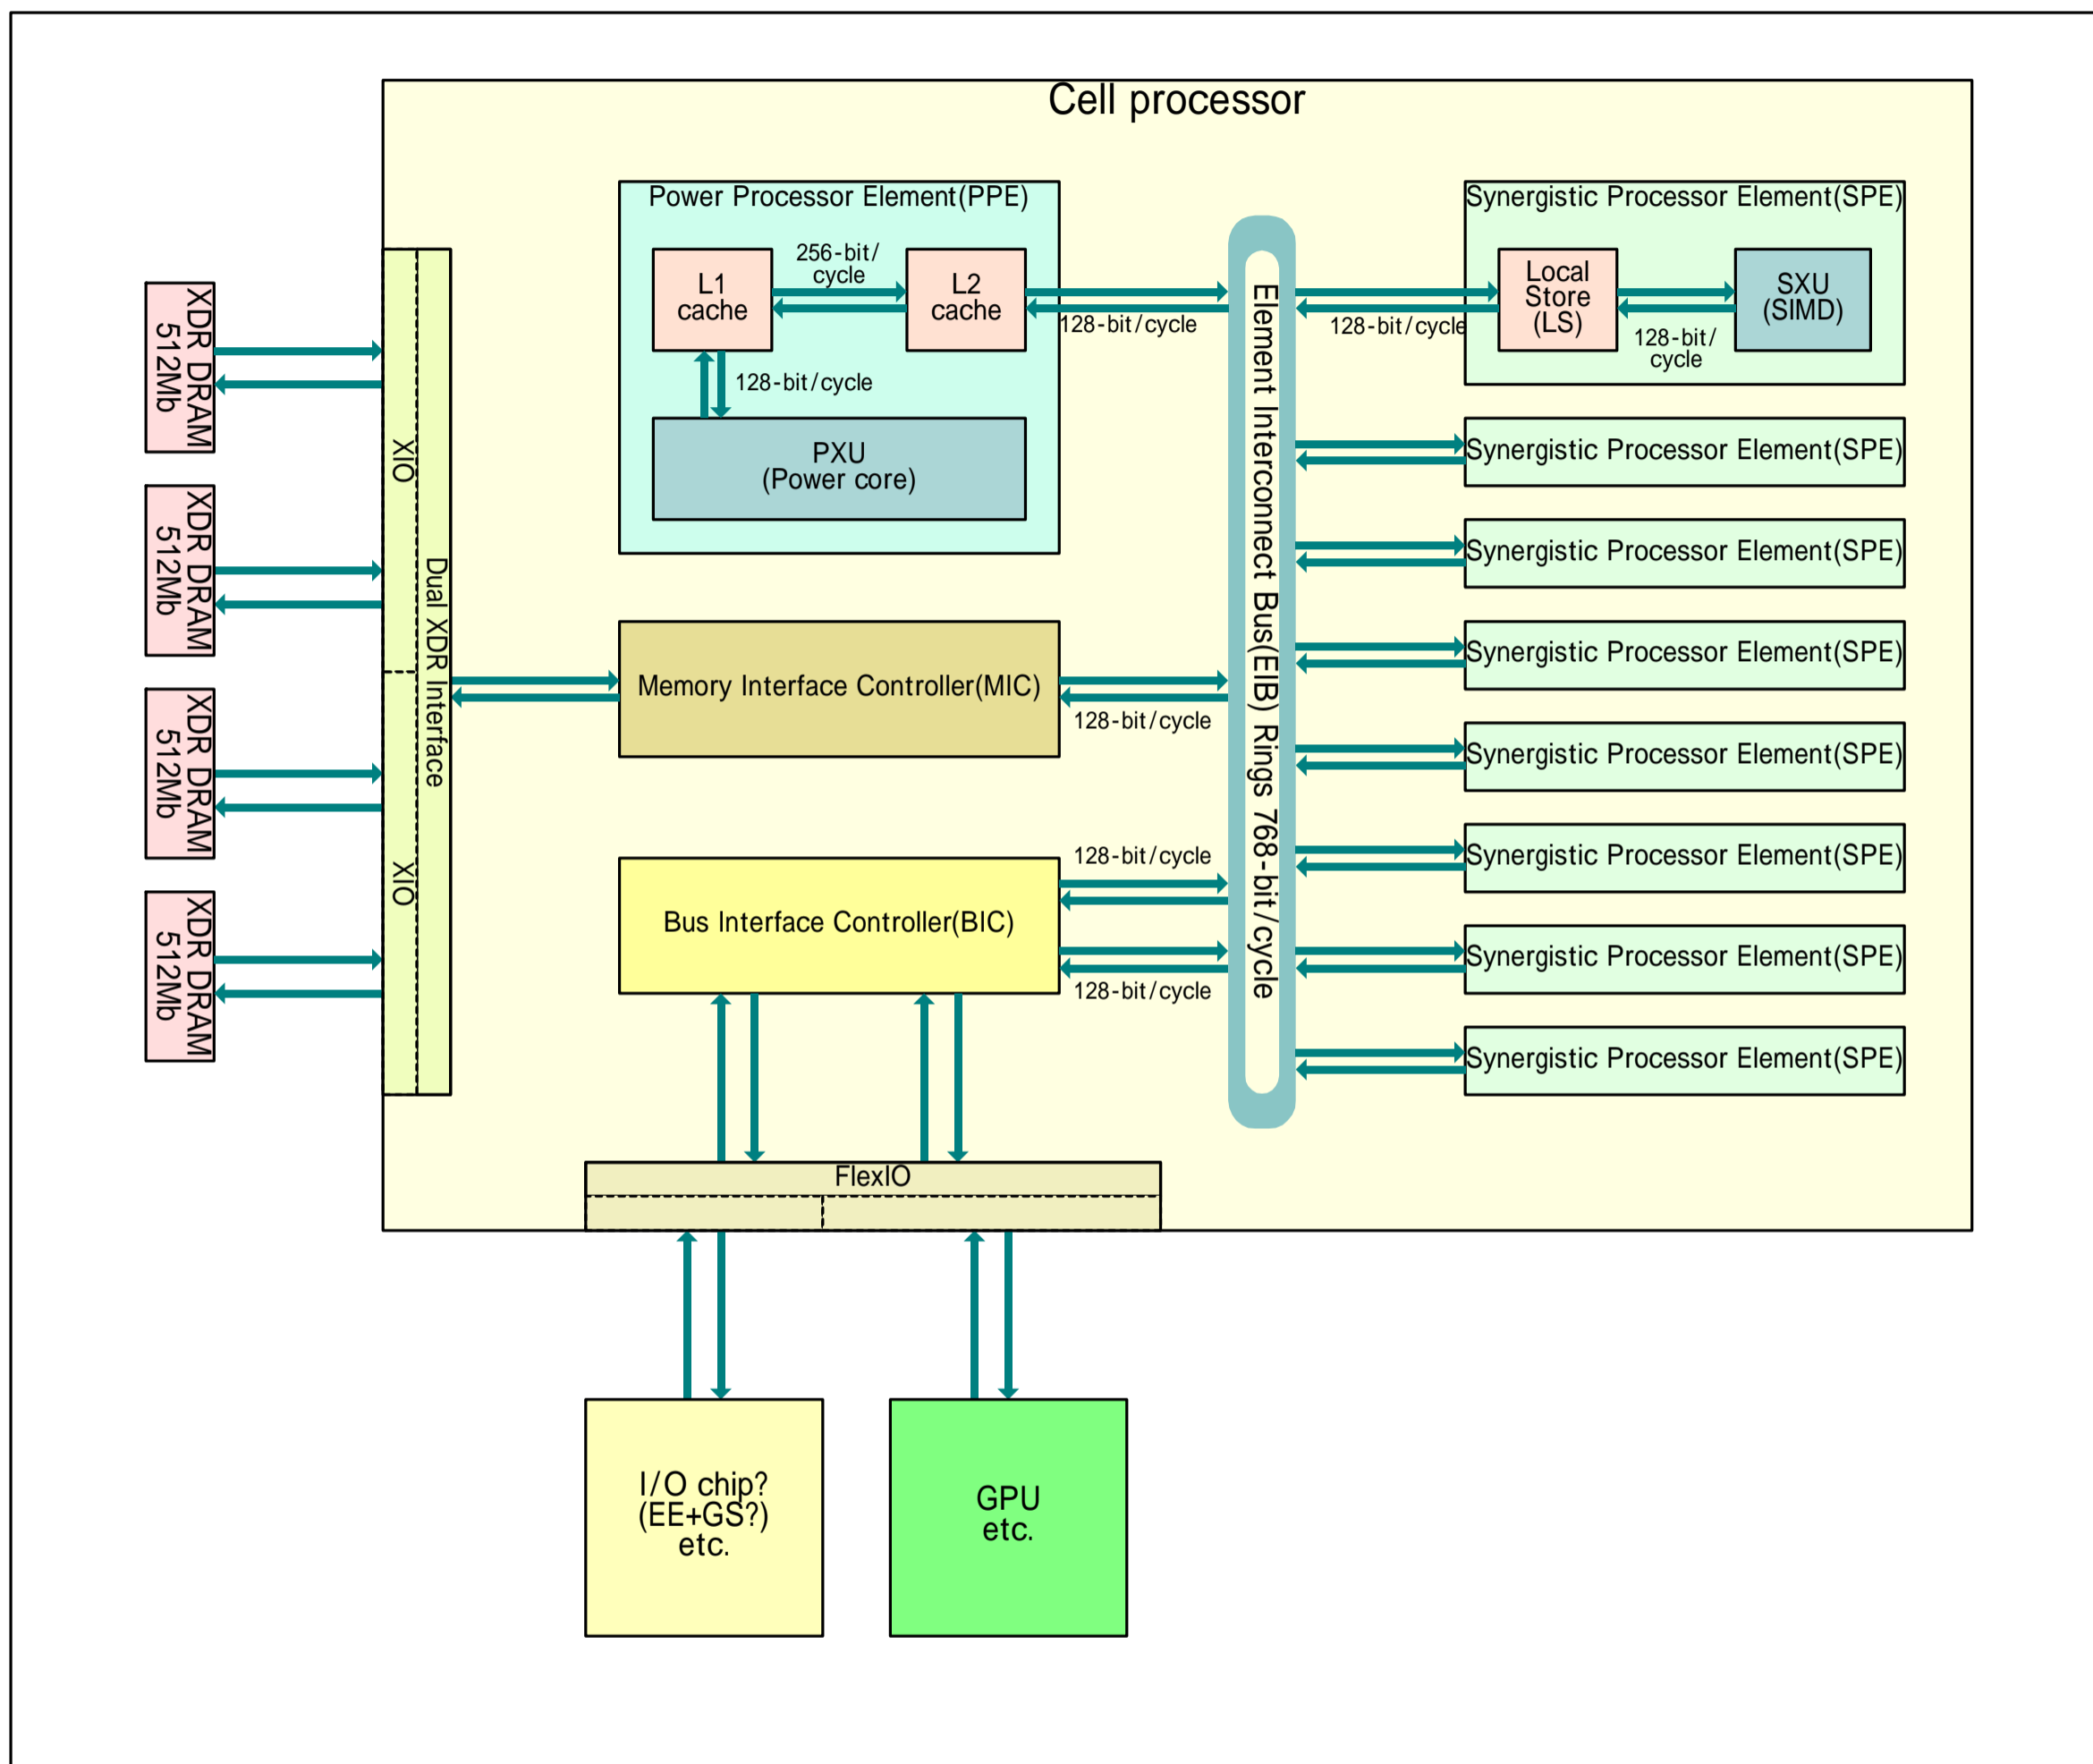 Cell processor
Power Processor Element(PPE)
L1
cache
256-bit/
cycle
L2
cache
128-bit/cycle
128-bit/cycle
PXU
(Power core)
Synergistic Processor Element(SPE)
Local
Store
(LS)
SXU
(SIMD)
128-bit/cycle
128-bit/
cycle
Synergistic Processor Element(SPE)
Synergistic Processor Element(SPE)
Synergistic Processor Element(SPE)
Synergistic Processor Element(SPE)
Synergistic Processor Element(SPE)
Synergistic Processor Element(SPE)
Synergistic Processor Element(SPE)
Element Interconnect Bus(EIB) Rings 768-bit/cycle
XDR DRAM
512Mb
XDR DRAM
512Mb
XDR DRAM
512Mb
XDR DRAM
512Mb
XIO
XIO
Dual XDR Interface
Memory Interface Controller(MIC)
128-bit/cycle
Bus Interface Controller(BIC)
128-bit/cycle
128-bit/cycle
FlexIO
I/O chip?
(EE+GS?)
etc.
GPU
etc.